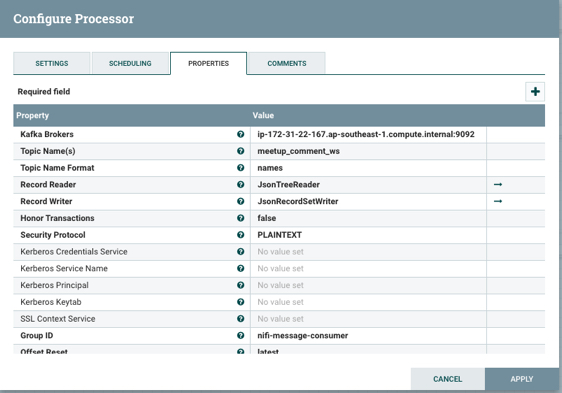 Configure Processor
SETTINGS SCHEDULING PROPERTIES COMMENTS
Required field
Property Value
Kafka Brokers ip-172-31-22-167.ap-southeast-1.compute.internal:9092
Topic Name(s) meetup_comment_ws
Topic Name Format names
Record Reader JsonTreeReader
Record Writer JsonRecordSetWriter
Honor Transactions false
Security Protocol PLAINTEXT
Kerberos Credentials Service No value set
Kerberos Service Name No value set
Kerberos Principal No value set
Kerberos Keytab No value set
SSL Context Service No value set
Group ID nifi-message-consumer
Offset Reset latest
CANCEL APPLY